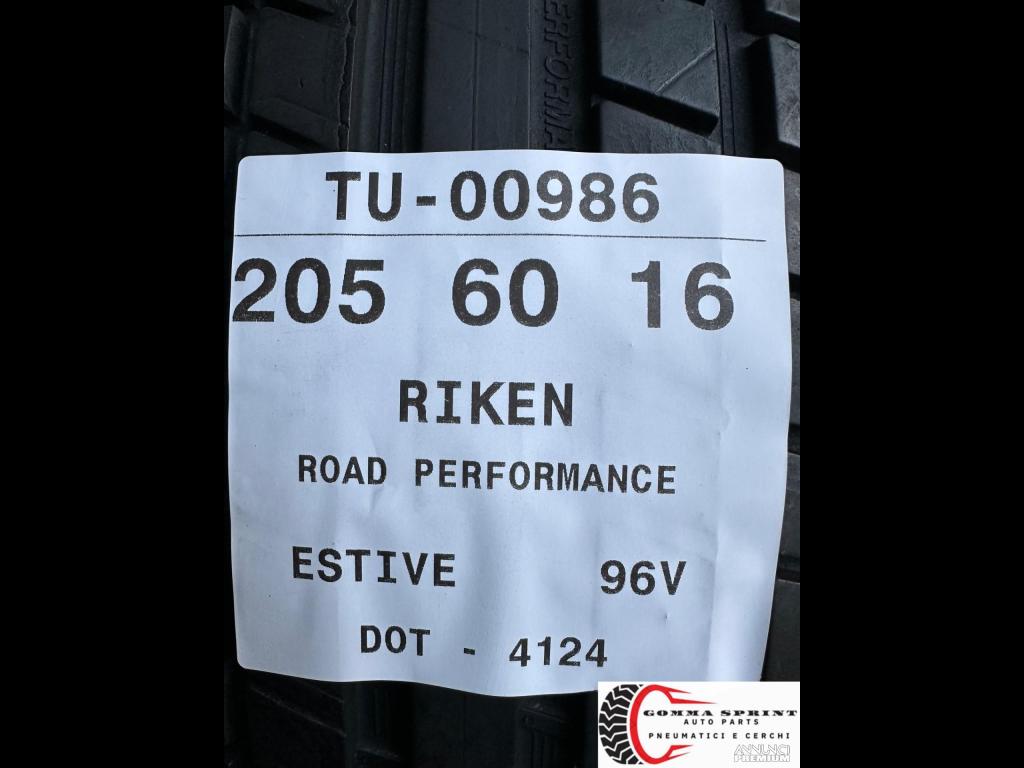 PERFORMA
TU-00986
205 60 16
RIKEN
ROAD PERFORMANCE
ESTIVE 96V
DOT - 4124
GOMMA SPRINT
AUTO PARTS
PNEUMATICI E CERCHI
ANNUNCI
PREMIUM